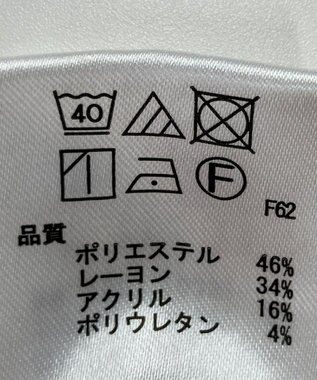 40
F
F62
品質
ポリエステル 46%
レーヨン 34%
アクリル 16%
ポリウレタン 4%